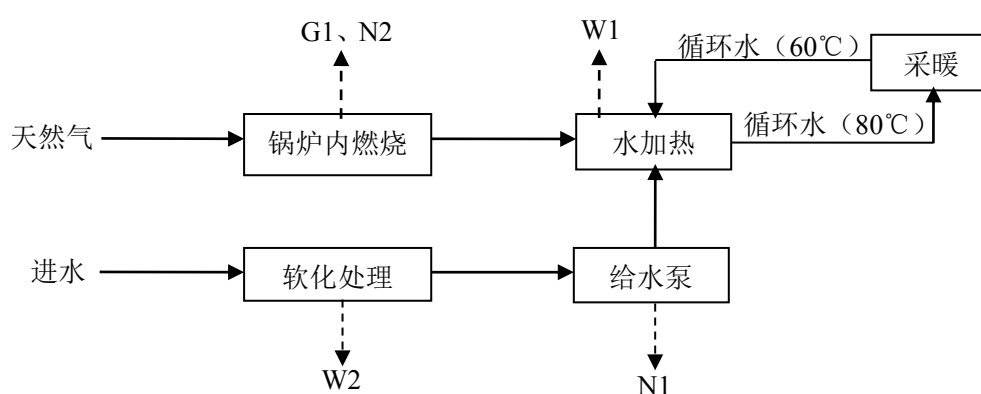 G1、N2
W1
循环水（60℃）
采暖
天然气
锅炉内燃烧
水加热
循环水（80℃）
进水
软化处理
给水泵
W2
N1